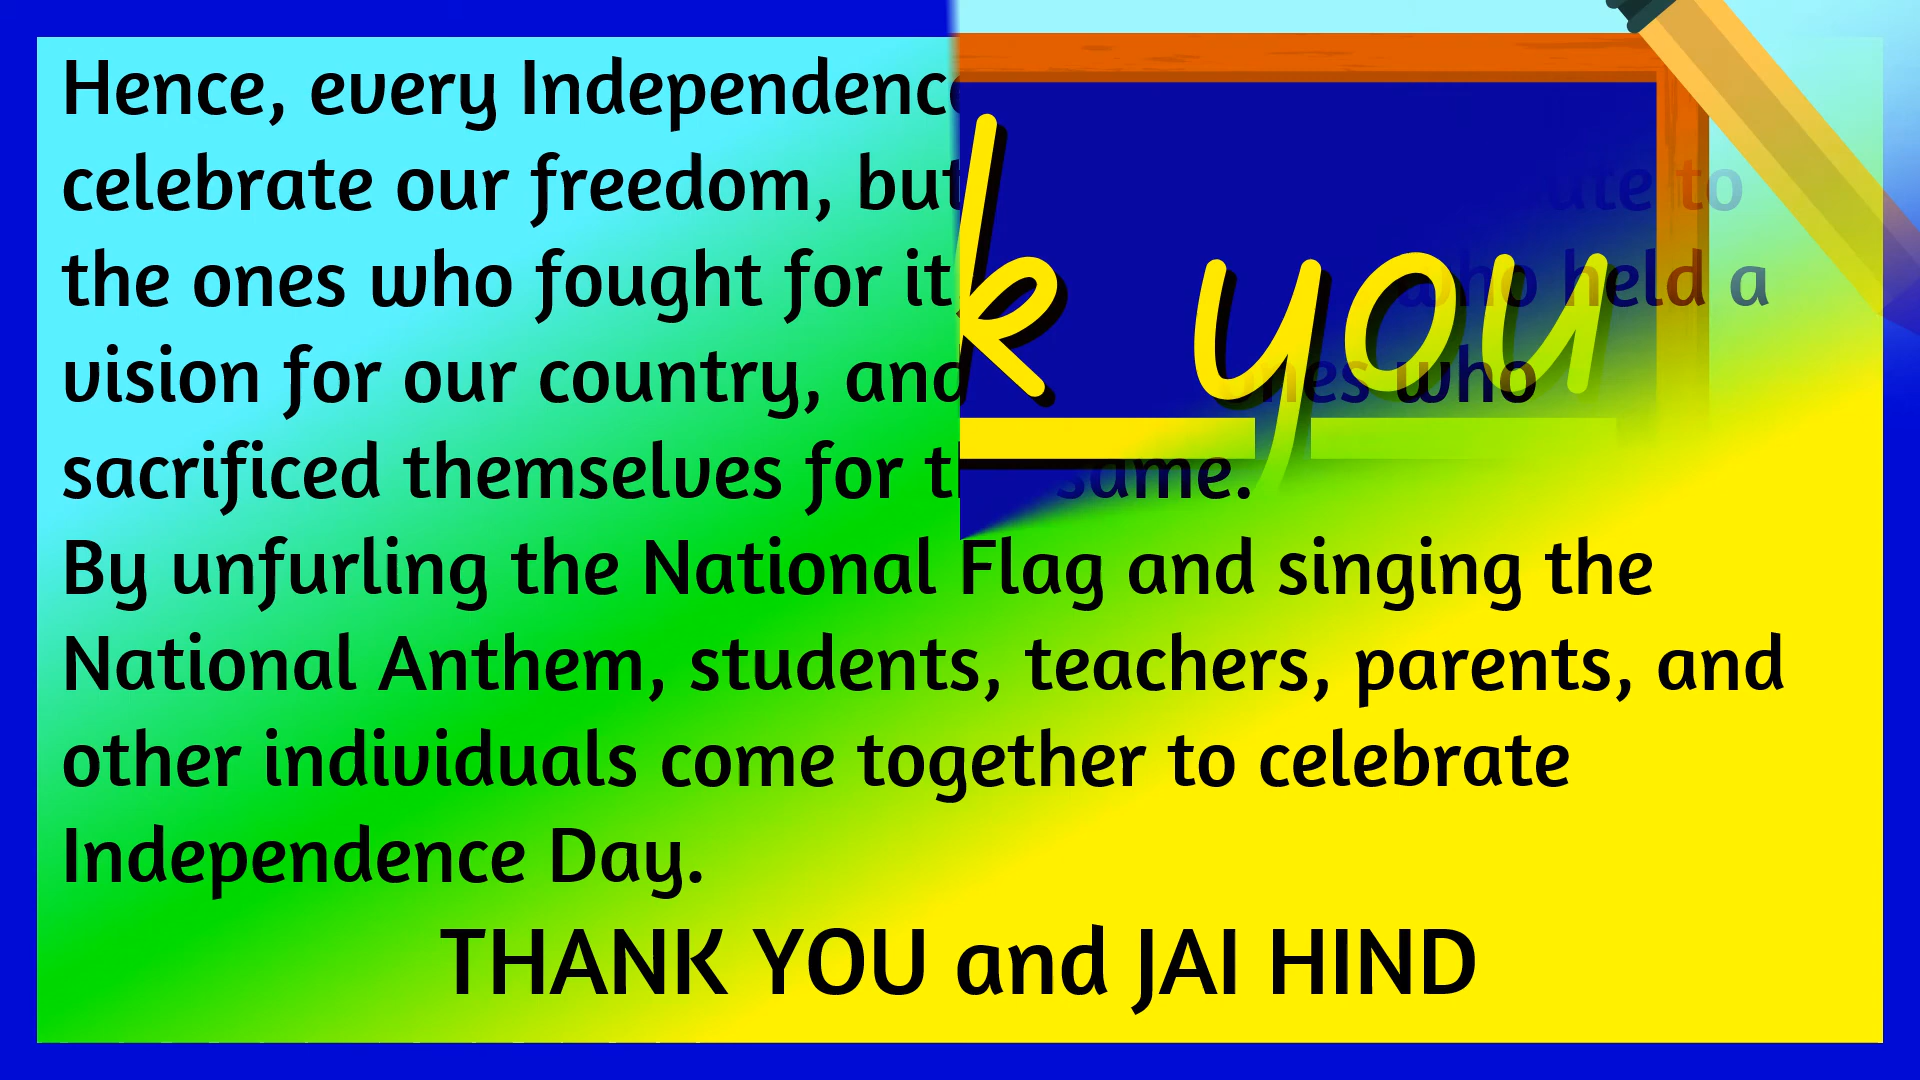 Hence, every Independence
celebrate our freedom, but to
the ones who fought for it who held a
vision for our country, and who
sacrificed themselves for same.
By unfurling the National Flag and singing the
National Anthem, students, teachers, parents, and
other individuals come together to celebrate
Independence Day.
THANK YOU and JAI HIND
k you